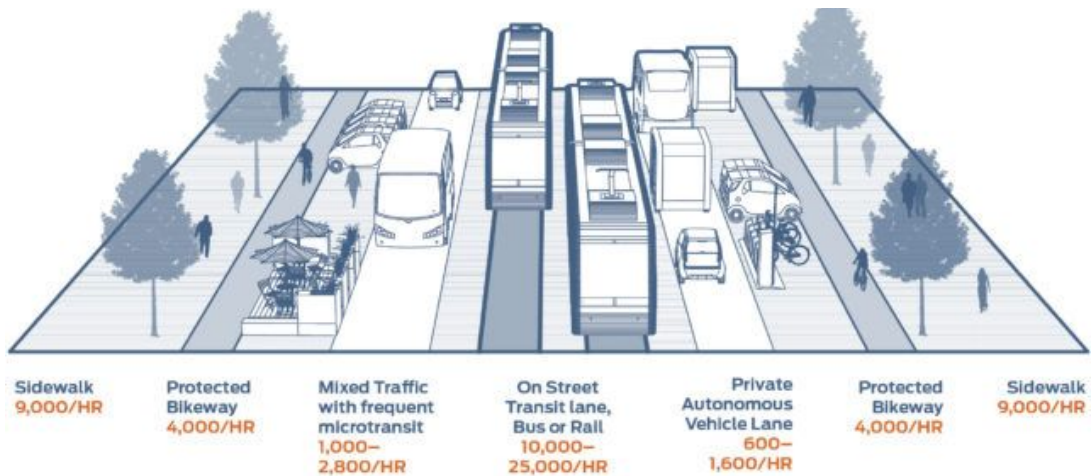 Sidewalk
9,000/HR
Protected
Bikeway
4,000/HR
Mixed Traffic
with frequent
microtransit
1,000–
2,800/HR
On Street
Transit lane,
Bus or Rail
10,000–
25,000/HR
Private
Autonomous
Vehicle Lane
600–
1,600/HR
Protected
Bikeway
4,000/HR
Sidewalk
9,000/HR